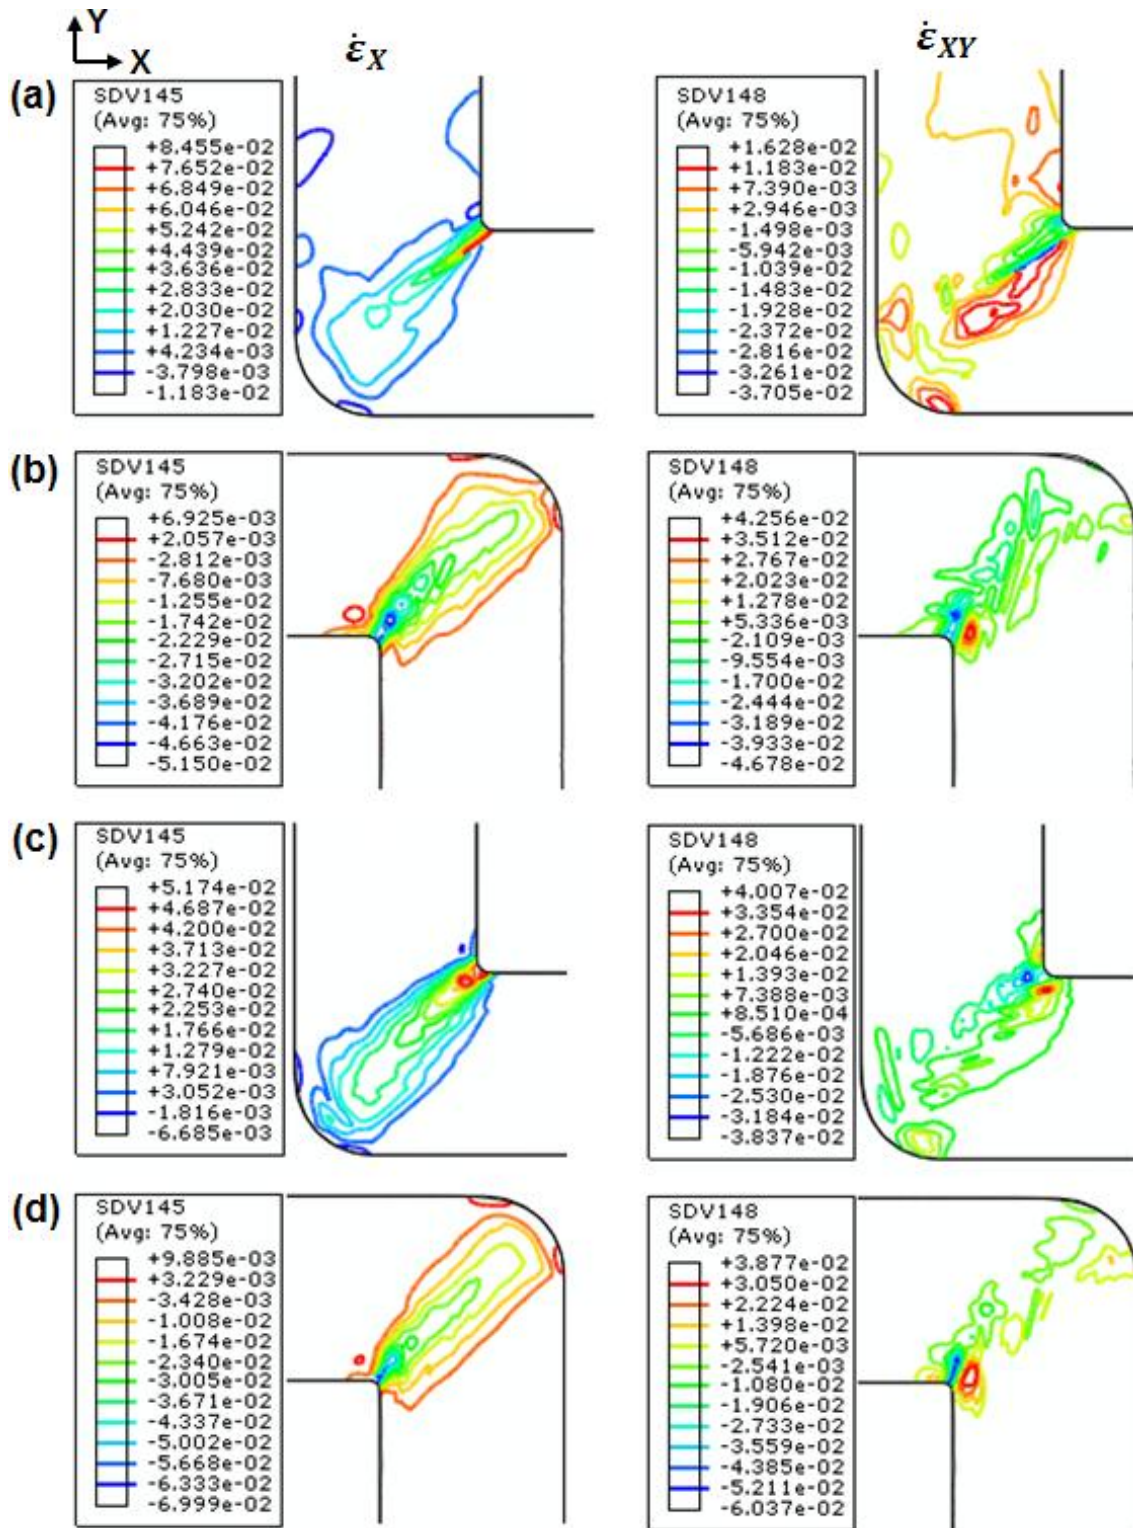 Y
X
ε̇X
ε̇XY
(a)
SDV145
(Avg: 75%)
+8.455e-02
+7.652e-02
+6.849e-02
+6.046e-02
+5.242e-02
+4.439e-02
+3.636e-02
+2.833e-02
+2.030e-02
+1.227e-02
+4.234e-03
-3.798e-03
-1.183e-02
SDV148
(Avg: 75%)
+1.628e-02
+1.183e-02
+7.390e-03
+2.946e-03
-1.498e-03
-5.942e-03
-1.039e-02
-1.483e-02
-1.928e-02
-2.372e-02
-2.816e-02
-3.261e-02
-3.705e-02
(b)
SDV145
(Avg: 75%)
+6.925e-03
+2.057e-03
-2.812e-03
-7.680e-03
-1.255e-02
-1.742e-02
-2.229e-02
-2.715e-02
-3.202e-02
-3.689e-02
-4.176e-02
-4.663e-02
-5.150e-02
SDV148
(Avg: 75%)
+4.256e-02
+3.512e-02
+2.767e-02
+2.023e-02
+1.278e-02
+5.336e-03
-2.109e-03
-9.554e-03
-1.700e-02
-2.444e-02
-3.189e-02
-3.933e-02
-4.678e-02
(c)
SDV145
(Avg: 75%)
+5.174e-02
+4.687e-02
+4.200e-02
+3.713e-02
+3.227e-02
+2.740e-02
+2.253e-02
+1.766e-02
+1.279e-02
+7.921e-03
+3.052e-03
-1.816e-03
-6.685e-03
SDV148
(Avg: 75%)
+4.007e-02
+3.354e-02
+2.700e-02
+2.046e-02
+1.393e-02
+7.388e-03
+8.510e-04
-5.686e-03
-1.222e-02
-1.876e-02
-2.530e-02
-3.184e-02
-3.837e-02
(d)
SDV145
(Avg: 75%)
+9.885e-03
+3.229e-03
-3.428e-03
-1.008e-02
-1.674e-02
-2.340e-02
-3.005e-02
-3.671e-02
-4.337e-02
-5.002e-02
-5.668e-02
-6.333e-02
-6.999e-02
SDV148
(Avg: 75%)
+3.877e-02
+3.050e-02
+2.224e-02
+1.398e-02
+5.720e-03
-2.541e-03
-1.080e-02
-1.906e-02
-2.733e-02
-3.559e-02
-4.385e-02
-5.211e-02
-6.037e-02